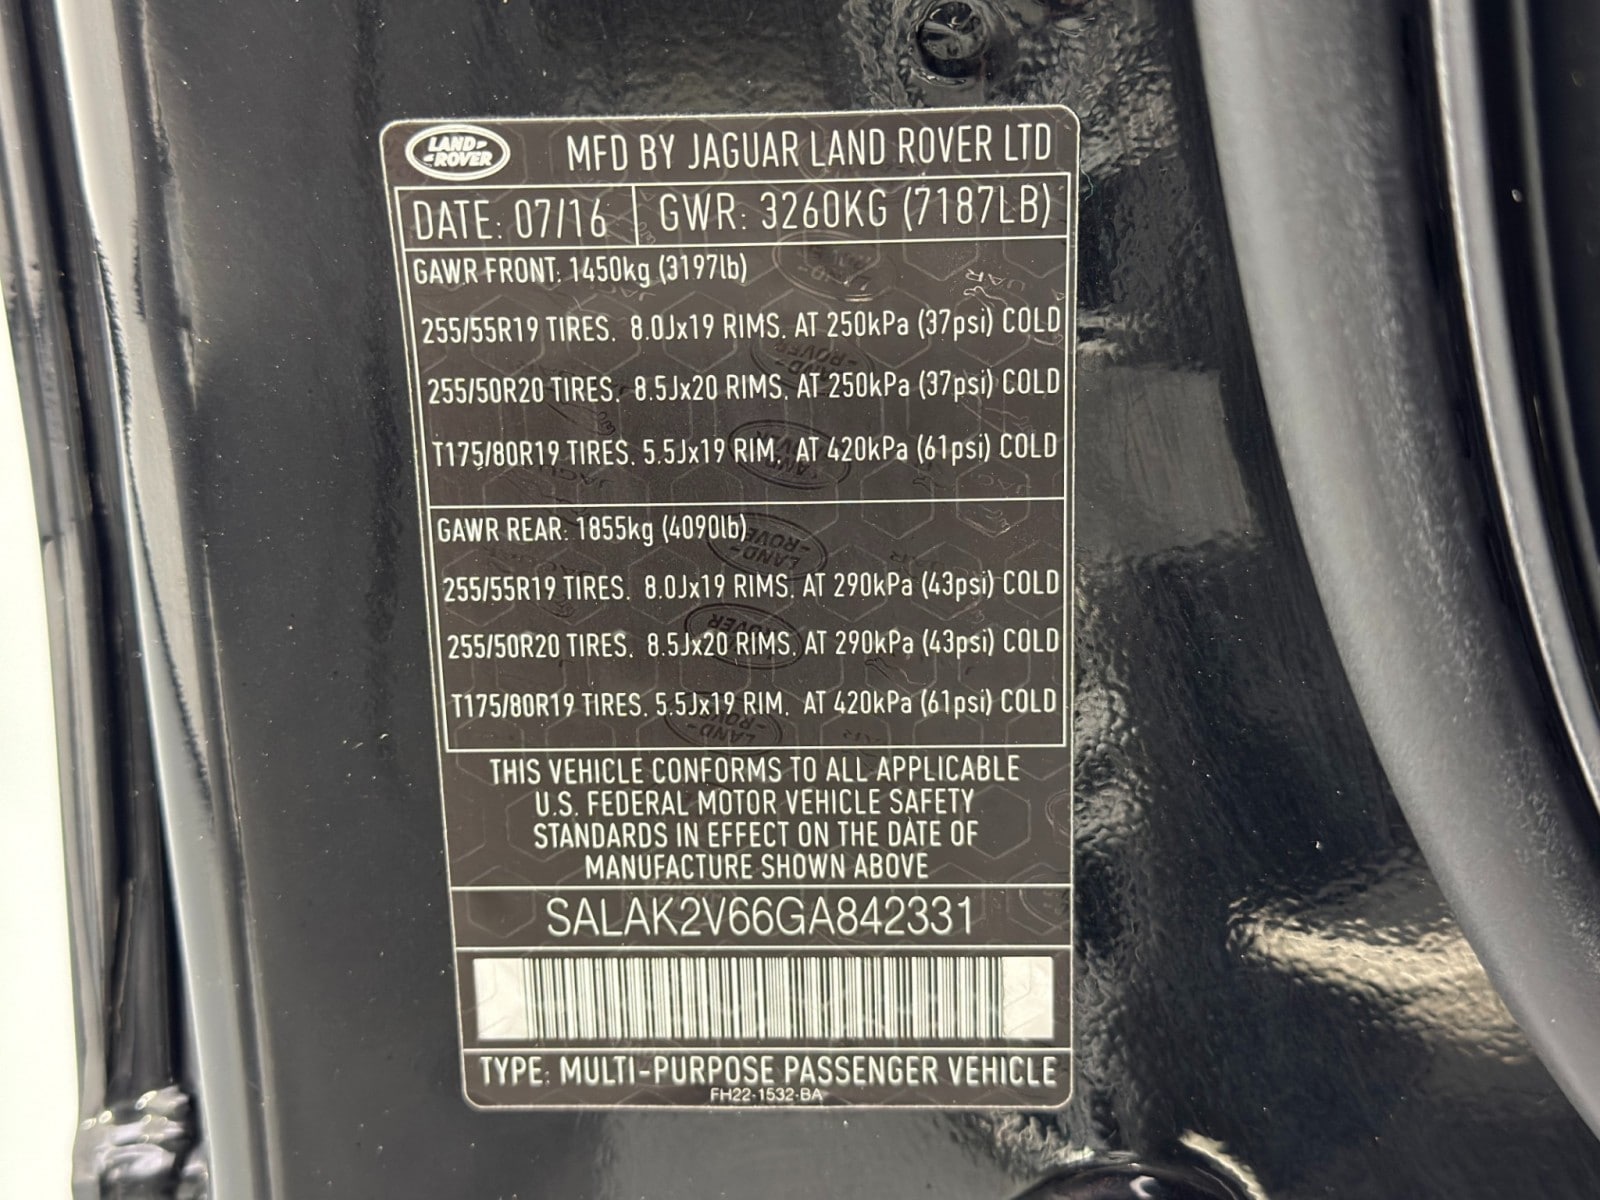 LAND-
-ROVER
MFD BY JAGUAR LAND ROVER LTD
DATE: 07/16 GWR: 3260KG (7187LB)
GAWR FRONT: 1450kg (3197lb)
255/55R19 TIRES. 8.0Jx19 RIMS. AT 250kPa (37psi) COLD
255/50R20 TIRES. 8.5Jx20 RIMS. AT 250kPa (37psi) COLD
T175/80R19 TIRES. 5.5Jx19 RIM. AT 420kPa (61psi) COLD
GAWR REAR: 1855kg (4090lb)
255/55R19 TIRES. 8.0Jx19 RIMS. AT 290kPa (43psi) COLD
255/50R20 TIRES. 8.5Jx20 RIMS. AT 290kPa (43psi) COLD
T175/80R19 TIRES. 5.5Jx19 RIM. AT 420kPa (61psi) COLD
THIS VEHICLE CONFORMS TO ALL APPLICABLE
U.S. FEDERAL MOTOR VEHICLE SAFETY
STANDARDS IN EFFECT ON THE DATE OF
MANUFACTURE SHOWN ABOVE
SALAK2V66GA842331
TYPE: MULTI-PURPOSE PASSENGER VEHICLE
FH22-1532-BA